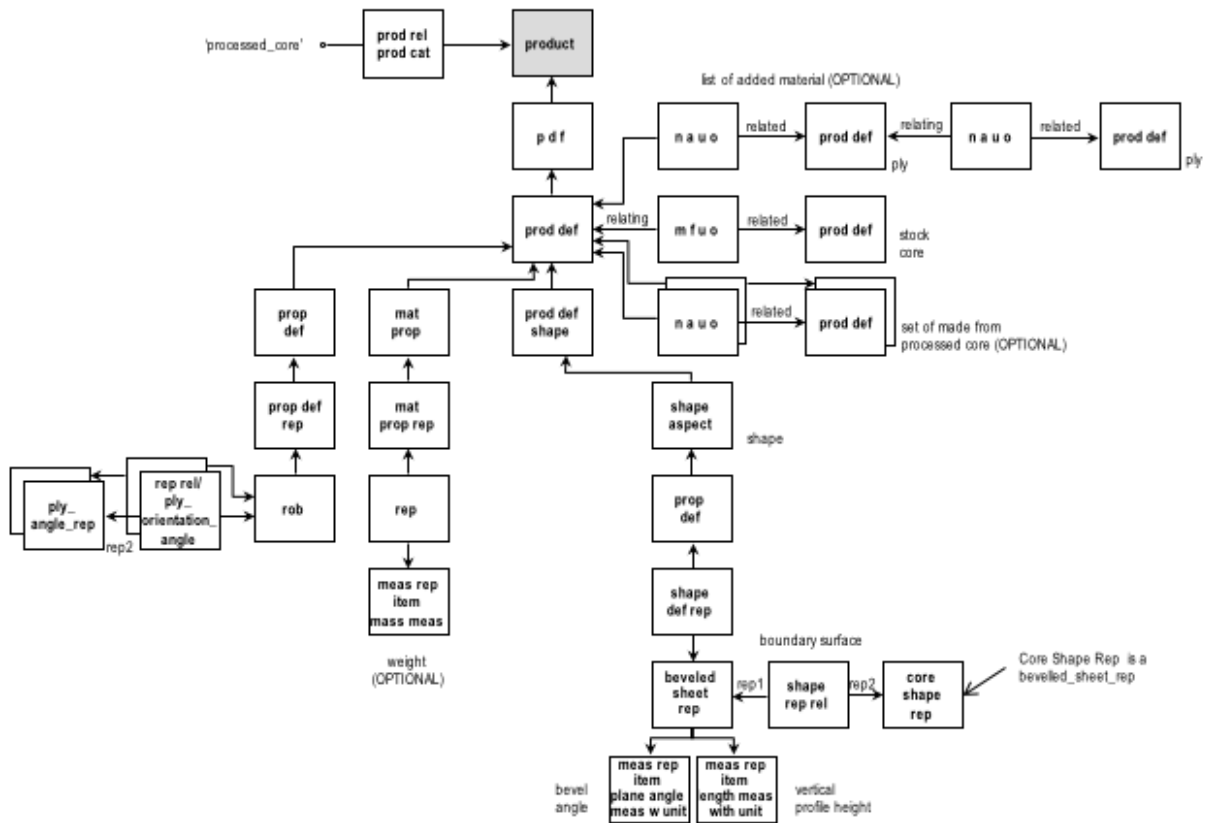 'processed_core'
prod rel
prod cat
product
list of added material (OPTIONAL)
p d f
n a u o
related
prod def
ply
relating
n a u o
related
prod def
ply
prod def
relating
m f u o
related
prod def
stock
core
prop
def
mat
prop
prod def
shape
n a u o
related
prod def
set of made from
processed core (OPTIONAL)
prop def
rep
mat
prop rep
shape
aspect
shape
ply_
angle_rep
rep2
rep rel/
ply_
orientation_
angle
rob
rep
prop
def
meas rep
item
mass meas
weight
(OPTIONAL)
shape
def rep
boundary surface
beveled
sheet
rep
rep1
shape
rep rel
rep2
core
shape
rep
Core Shape Rep is a
bevelled_sheet_rep
bevel
angle
meas rep
item
plane angle
meas w unit
meas rep
item
ength meas
with unit
vertical
profile height